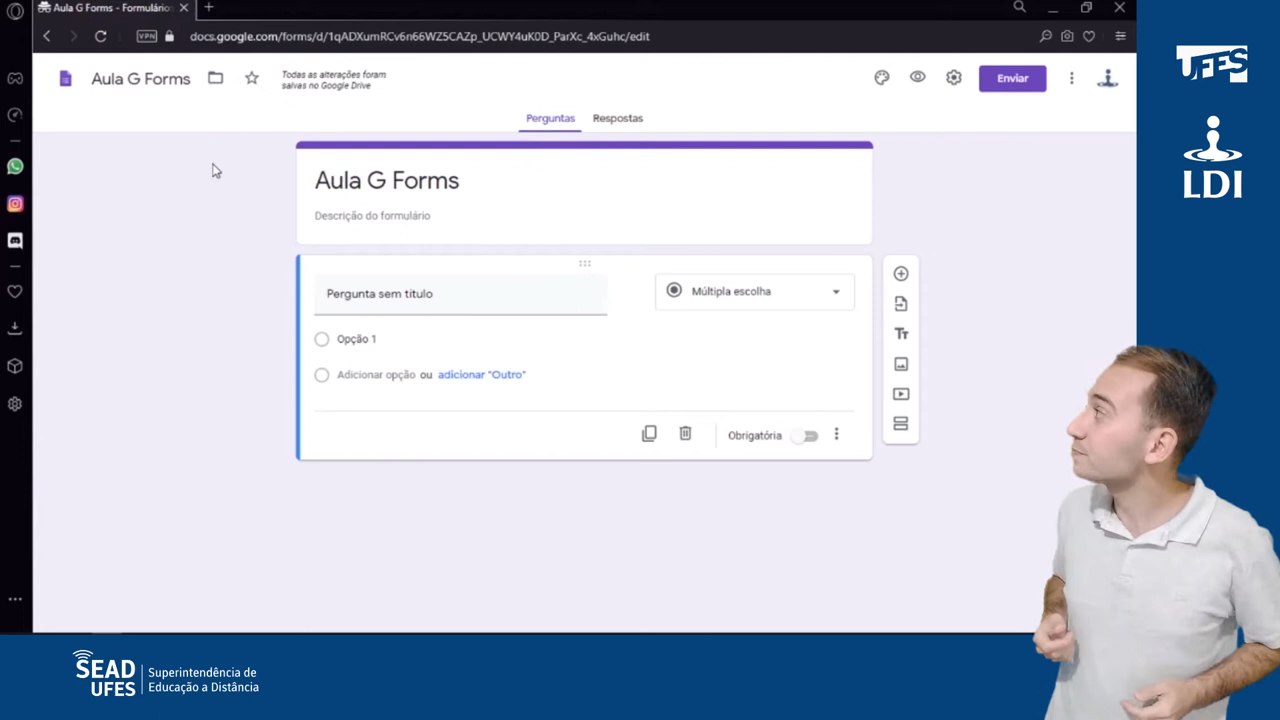 Aula G Forms - Formulário
VPN
docs.google.com/forms/d/1qADXumRCv6n66WZ5CAZp_UCWY4uK0D_ParXc_4xGuhc/edit
Aula G Forms
Todas as alterações foram
salvas no Google Drive
Enviar
Perguntas
Respostas
Aula G Forms
Descrição do formulário
Pergunta sem título
Múltipla escolha
Opção 1
Adicionar opção ou adicionar "Outro"
Obrigatória
Tт
UFES
LDI
SEAD
UFES
Superintendência de
Educação a Distância